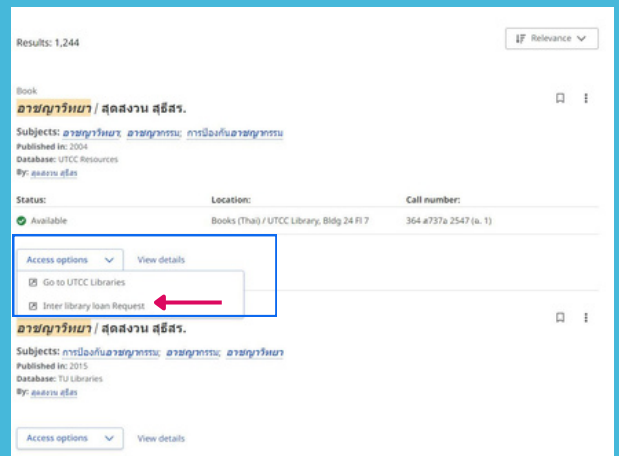 Results: 1,244
Relevance
Book
อาชญาวิทยา / สุดสงวน สุธีสร.
Subjects: อาชญาวิทยา; อาชญากรรม; การป้องกันอาชญากรรม
Published in: 2004
Database: UTCC Resources
By: สุดสงวน สุธีสร
Status: Location: Call number:
Available Books (Thai) / UTCC Library, Bldg 24 Fl 7 364 ส737อ 2547 (ฉ. 1)
Access options View details
Go to UTCC Libraries
Inter library loan Request
อาชญาวิทยา / สุดสงวน สุธีสร.
Subjects: การป้องกันอาชญากรรม; อาชญากรรม; อาชญาวิทยา
Published in: 2015
Database: TU Libraries
By: สุดสงวน สุธีสร
Access options View details